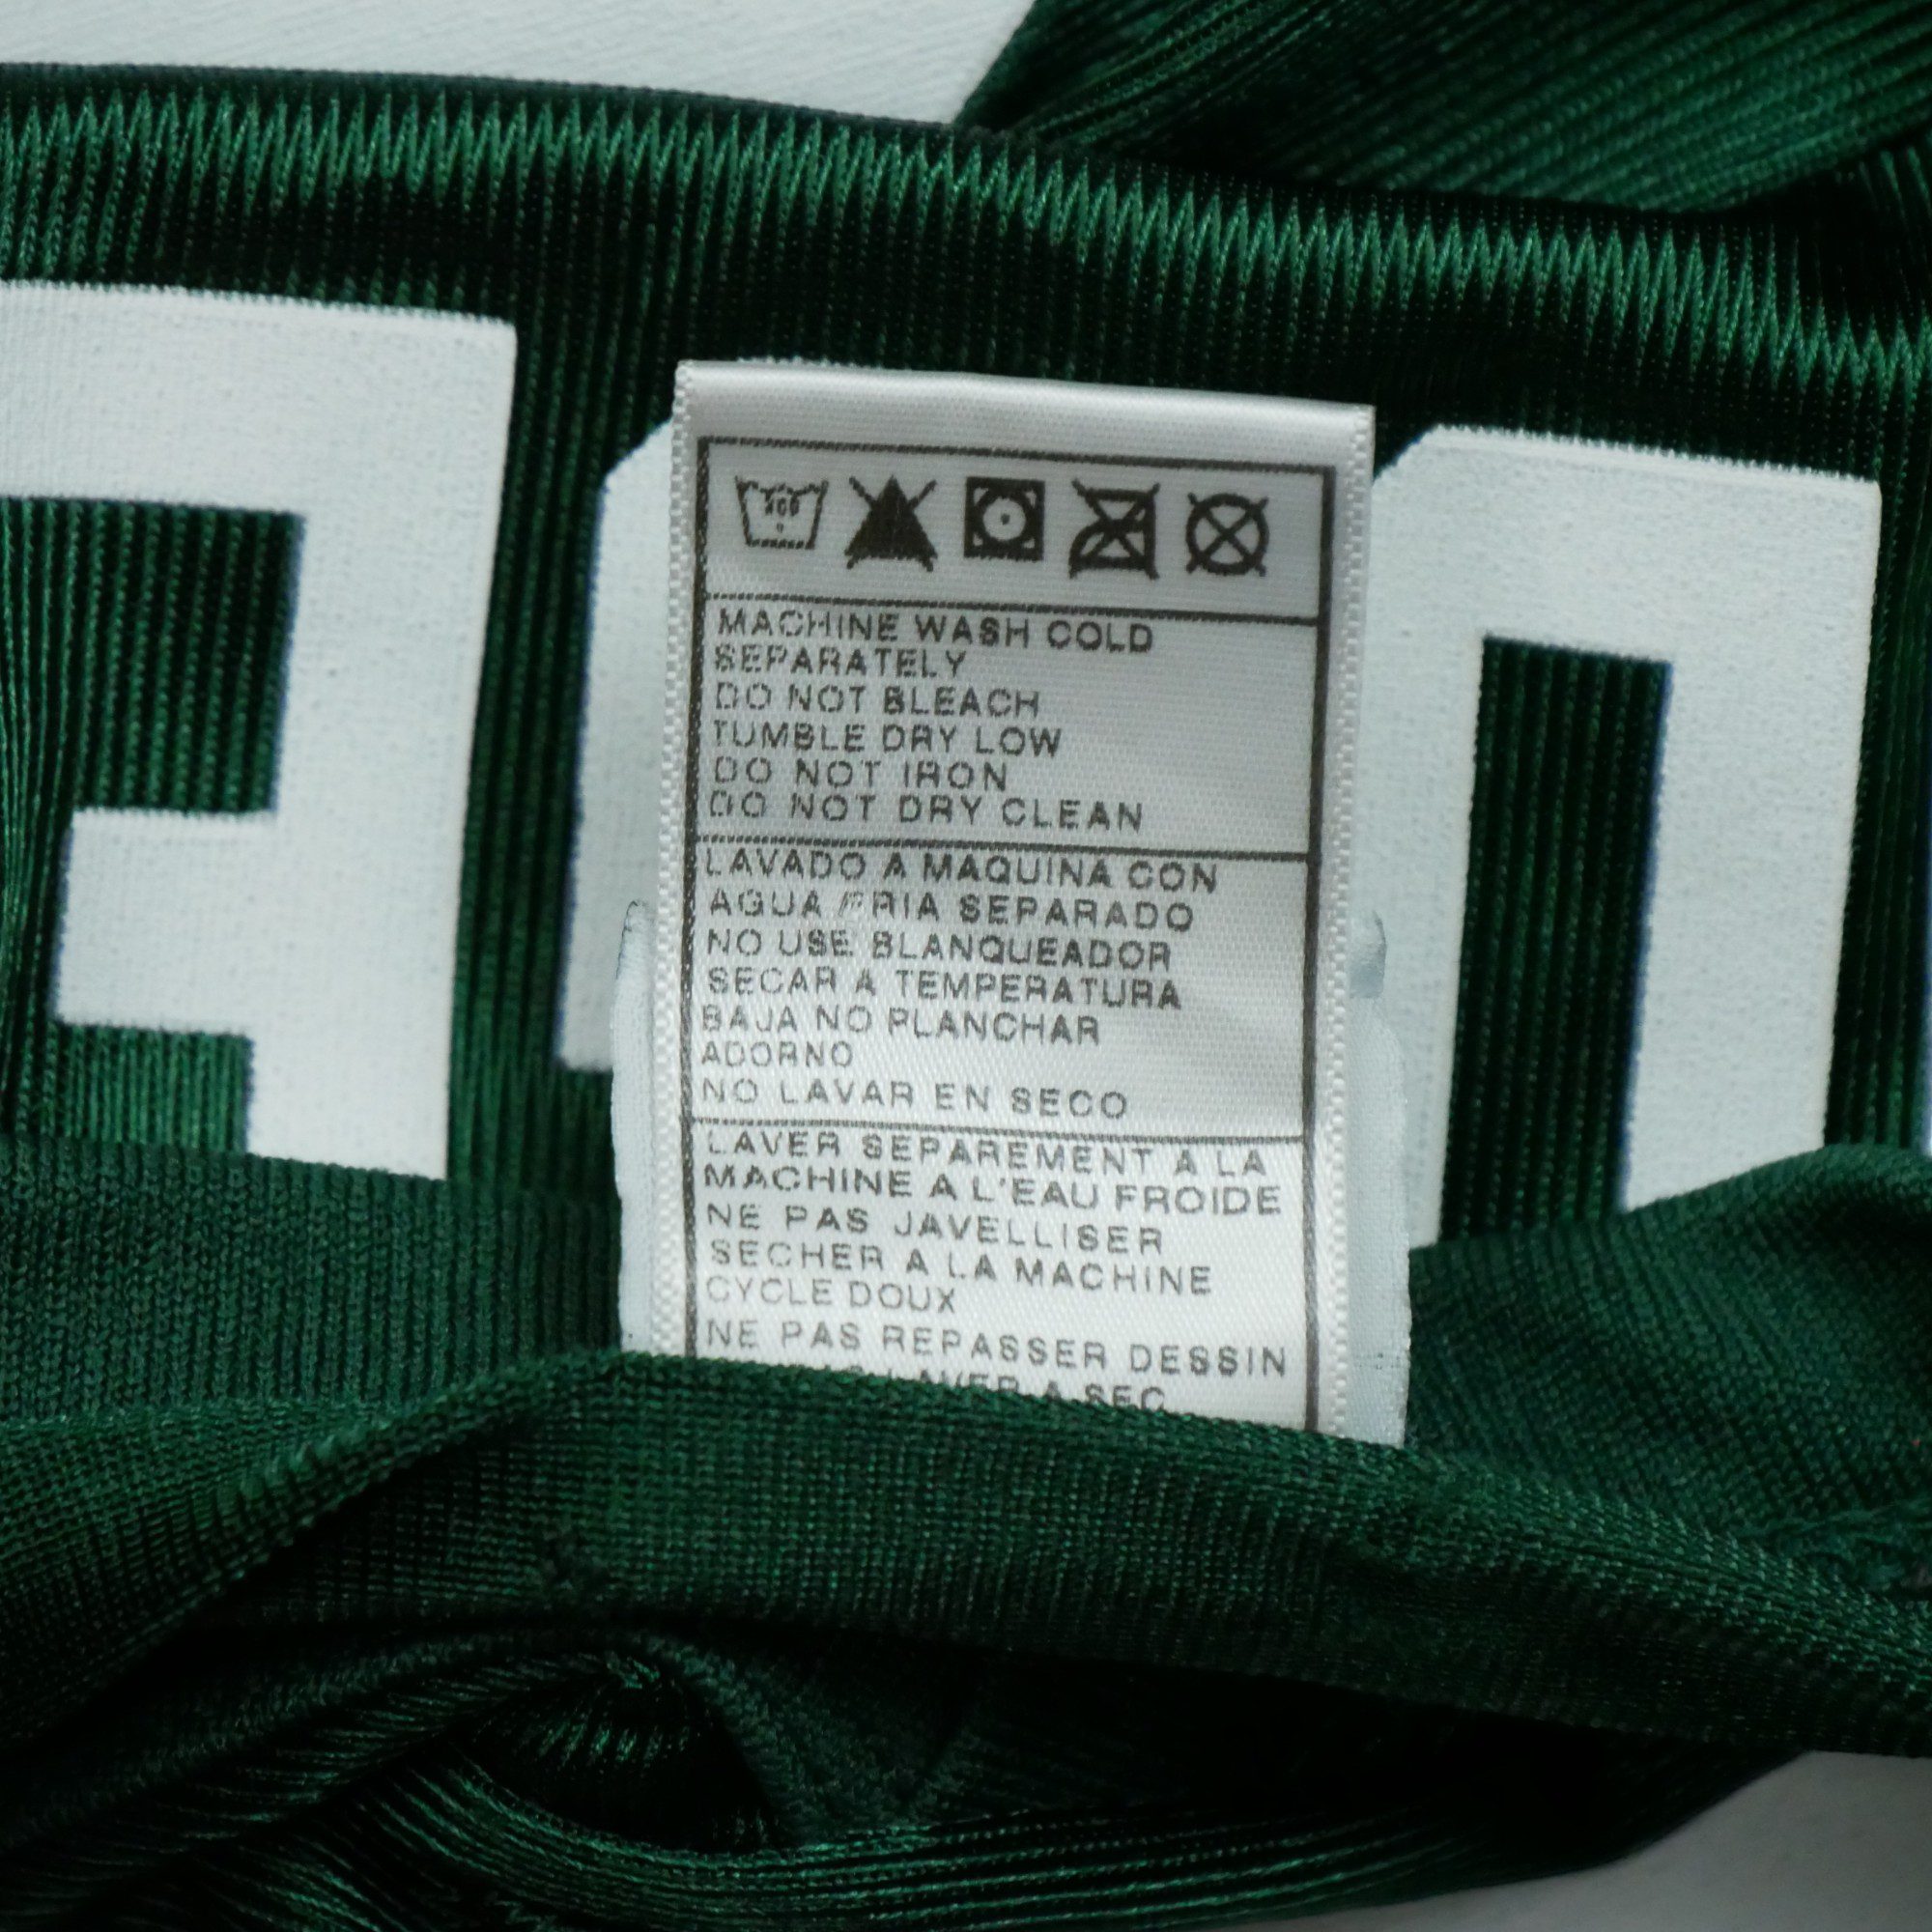 MACHINE WASH COLD
SEPARATELY
DO NOT BLEACH
TUMBLE DRY LOW
DO NOT IRON
DO NOT DRY CLEAN
LAVADO A MAQUINA CON
AGUA FRIA SEPARADO
NO USE BLANQUEADOR
SECAR A TEMPERATURA
BAJA NO PLANCHAR
ADORNO
NO LAVAR EN SECO
LAVER SEPAREMENT A LA
MACHINE A L'EAU FROIDE
NE PAS JAVELLISER
SECHER A LA MACHINE
CYCLE DOUX
NE PAS REPASSER DESSIN
LAVER A SEC